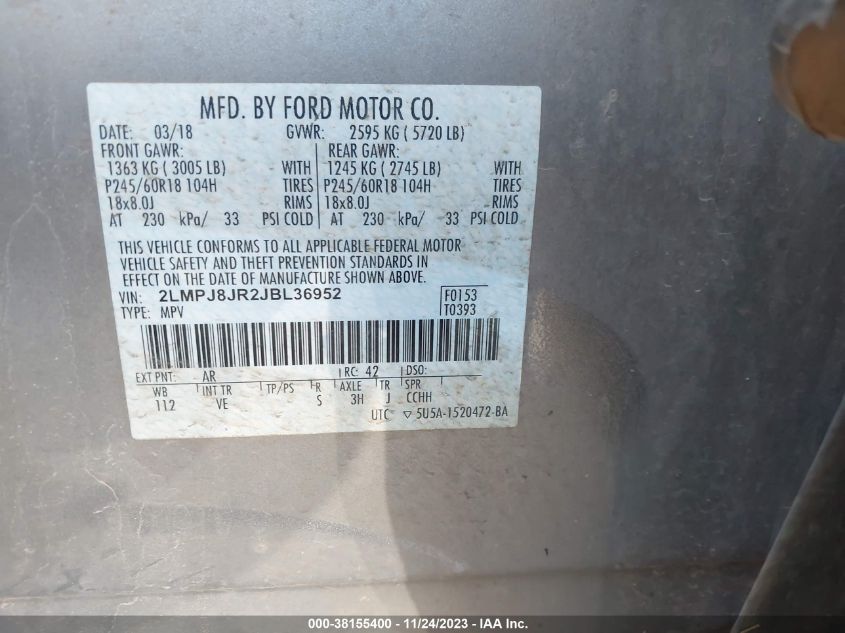 MFD. BY FORD MOTOR CO.
DATE: 03/18 GVWR: 2595 KG ( 5720 LB)
FRONT GAWR: REAR GAWR:
1363 KG ( 3005 LB) WITH 1245 KG ( 2745 LB) WITH
P245/60R18 104H TIRES P245/60R18 104H TIRES
18x8.0J RIMS 18x8.0J RIMS
AT 230 kPa/ 33 PSI COLD AT 230 kPa/ 33 PSI COLD
THIS VEHICLE CONFORMS TO ALL APPLICABLE FEDERAL MOTOR
VEHICLE SAFETY AND THEFT PREVENTION STANDARDS IN
EFFECT ON THE DATE OF MANUFACTURE SHOWN ABOVE.
VIN: 2LMPJ8JR2JBL36952 F0153
TYPE: MPV T0393
EXT PNT: AR RC: 42 DSO:
WB INT TR TP/PS R AXLE TR SPR
112 VE S 3H J CCHH
UTC ▽ 5U5A-1520472-BA
000-38155400 - 11/24/2023 - IAA Inc.